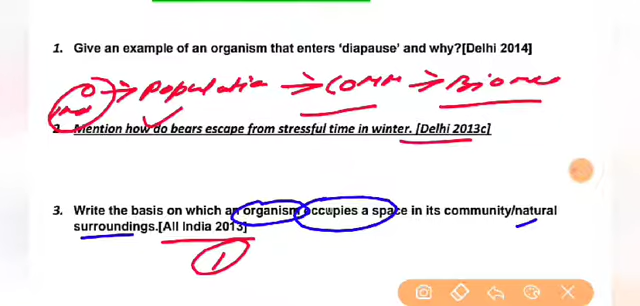 1. Give an example of an organism that enters ‘diapause’ and why?[Delhi 2014]
Ind → Population → Comm → Biomes
2. Mention how do bears escape from stressful time in winter. [Delhi 2013c]
3. Write the basis on which an organism occupies a space in its community/natural
surroundings.[All India 2013]
1